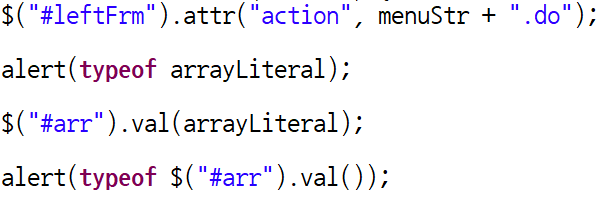 $("#leftFrm").attr("action", menuStr + ".do");
alert(typeof arrayLiteral);
$("#arr").val(arrayLiteral);
alert(typeof $("#arr").val());